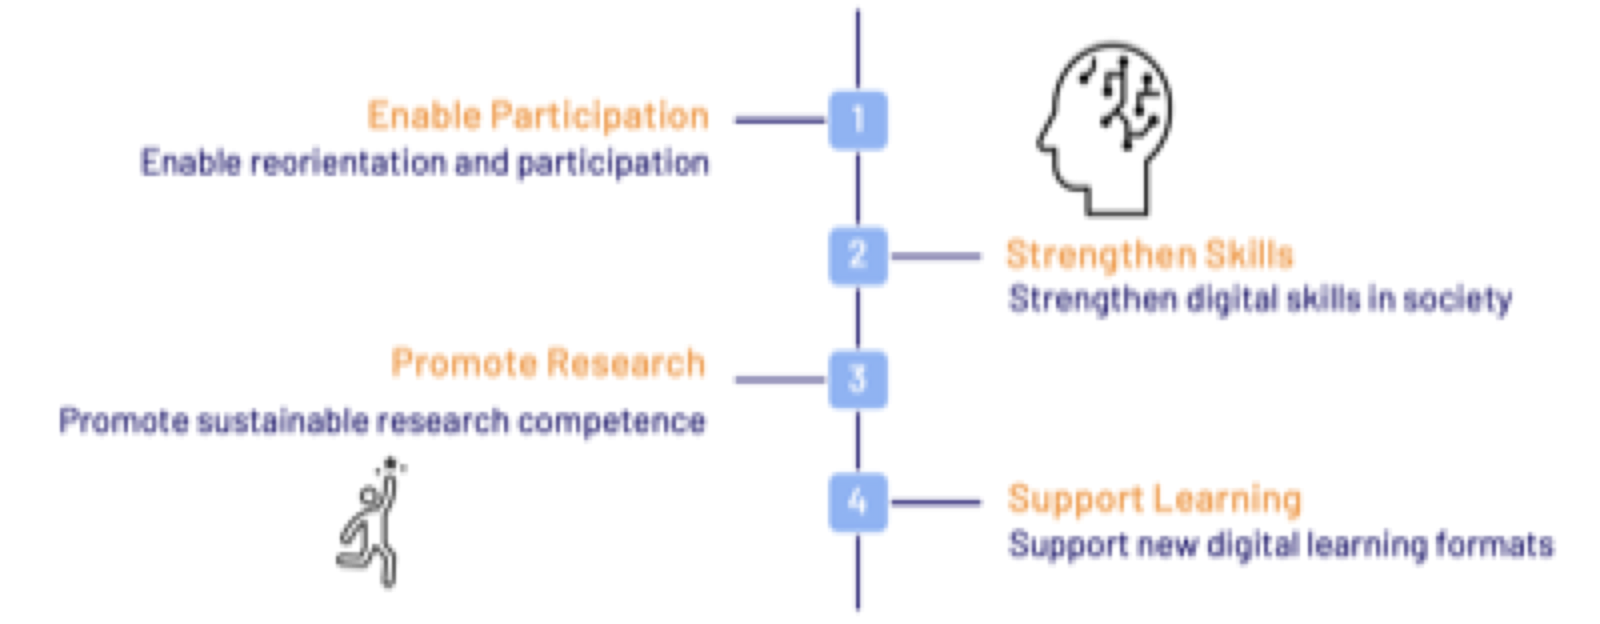 Enable Participation
Enable reorientation and participation
1
2
Strengthen Skills
Strengthen digital skills in society
Promote Research
Promote sustainable research competence
3
4
Support Learning
Support new digital learning formats